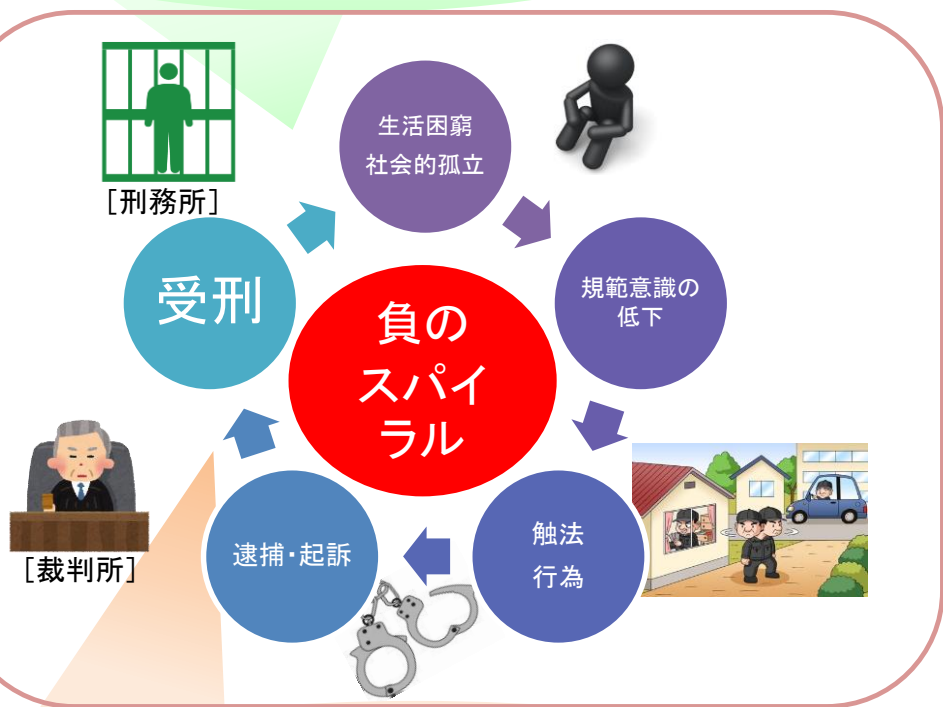 [刑務所]
生活困窮
社会的孤立
規範意識の
低下
触法
行為
逮捕・起訴
[裁判所]
受刑
負の
スパイ
ラル